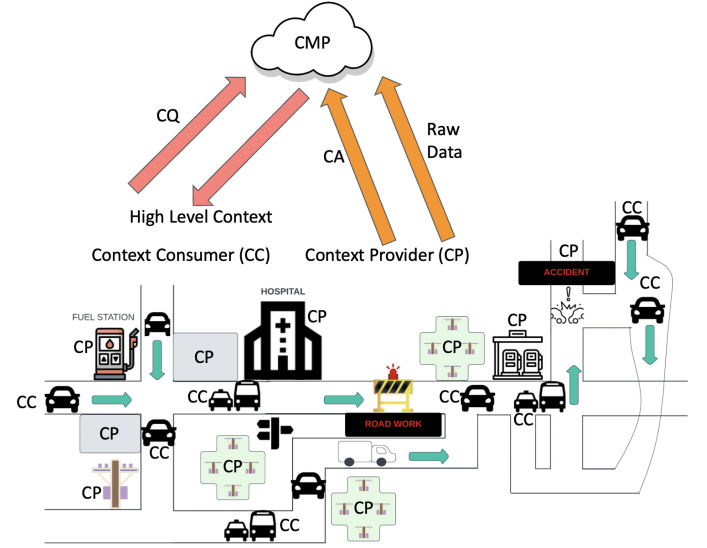 CMP
CQ
CA
Raw
Data
High Level Context
Context Consumer (CC)
Context Provider (CP)
CC
CP
ACCIDENT
CC
HOSPITAL
FUEL STATION
CP
CP
CP
CP
CP
CC
CC
CC
CC
ROAD WORK
CP
CC
CP
CP
CC
CP